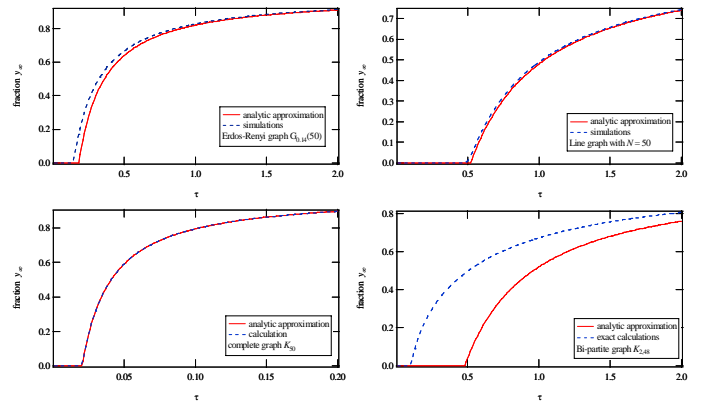 fraction y∞
0.8
0.6
0.4
0.2
0.0
0.5
1.0
1.5
2.0
τ
analytic approximation
simulations
Erdos-Renyi graph G0.14(50)
fraction y∞
0.7
0.6
0.5
0.4
0.3
0.2
0.1
0.0
0.5
1.0
1.5
2.0
τ
analytic approximation
simulations
Line graph with N = 50
fraction y∞
0.8
0.6
0.4
0.2
0.0
0.05
0.10
0.15
0.20
τ
analytic approximation
calculation
complete graph K50
fraction y∞
0.8
0.6
0.4
0.2
0.0
0.0
0.5
1.0
1.5
2.0
τ
analytic approximation
exact calculations
Bi-partite graph K2,48